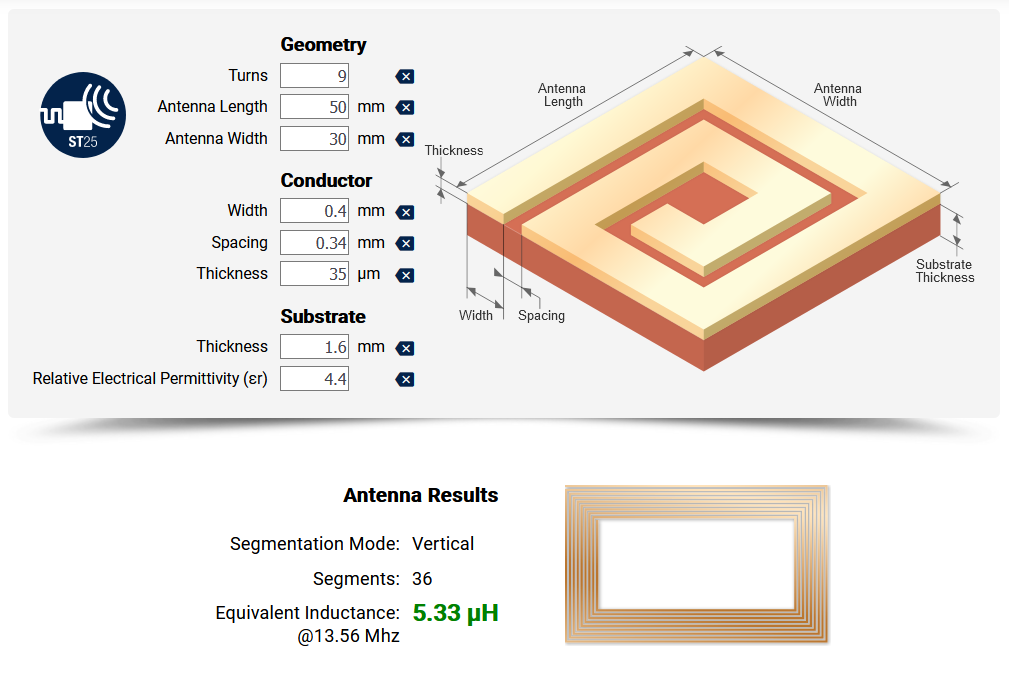 Geometry
Turns 9
Antenna Length 50 mm
Antenna Width 30 mm
Conductor
Width 0.4 mm
Spacing 0.34 mm
Thickness 35 µm
Substrate
Thickness 1.6 mm
Relative Electrical Permittivity (εr) 4.4
ST25
Antenna
Length
Antenna
Width
Thickness
Width
Spacing
Substrate
Thickness
Antenna Results
Segmentation Mode: Vertical
Segments: 36
Equivalent Inductance: 5.33 µH
@13.56 Mhz